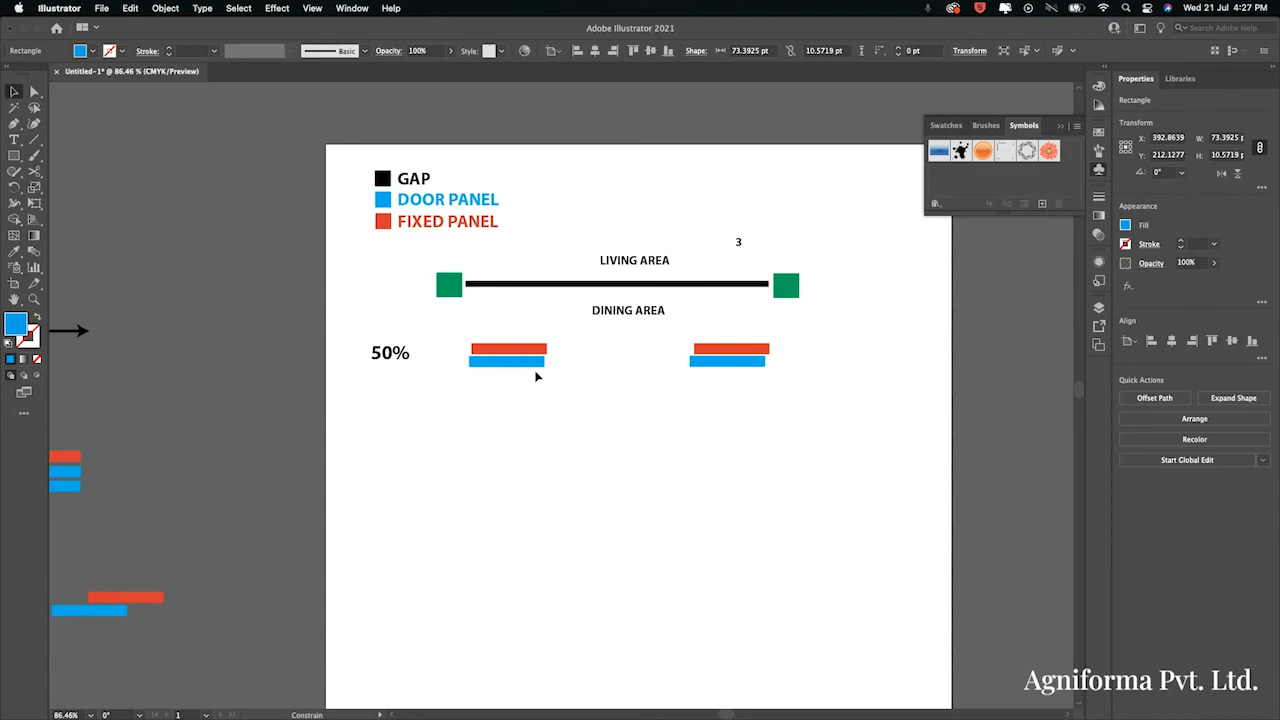 Illustrator File Edit Object Type Select Effect View Window Help
Wed 21 Jul 4:27 PM
Adobe Illustrator 2021
Search Adobe Help
Rectangle
Stroke:
Basic
Opacity: 100%
Style:
Shape: 73.3925 pt
10.5719 pt
0 pt
Transform
× Untitled-1* @ 86.46 % (CMYK/Preview)
Swatches Brushes Symbols
Properties Libraries
Rectangle
Transform
X: 392.8639
W: 73.3925 p
Y: 212.1277
H: 10.5719 p
0°
Appearance
Fill
Stroke
Opacity 100%
fx.
Align
Quick Actions
Offset Path
Expand Shape
Arrange
Recolor
Start Global Edit
GAP
DOOR PANEL
FIXED PANEL
3
LIVING AREA
DINING AREA
50%
Agniforma Pvt. Ltd.
86.46%
0°
1
Constrain